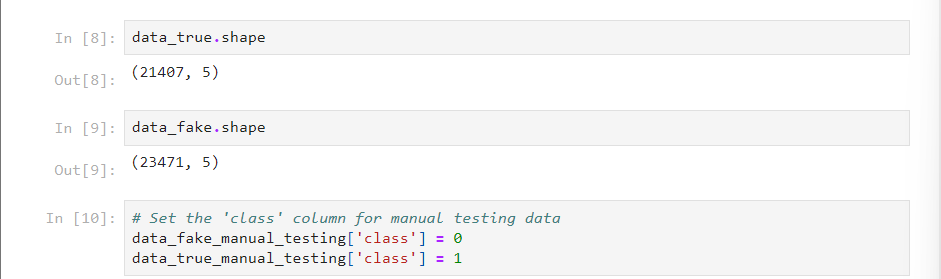 In [8]: data_true.shape
Out[8]: (21407, 5)
In [9]: data_fake.shape
Out[9]: (23471, 5)
In [10]: # Set the 'class' column for manual testing data
data_fake_manual_testing['class'] = 0
data_true_manual_testing['class'] = 1